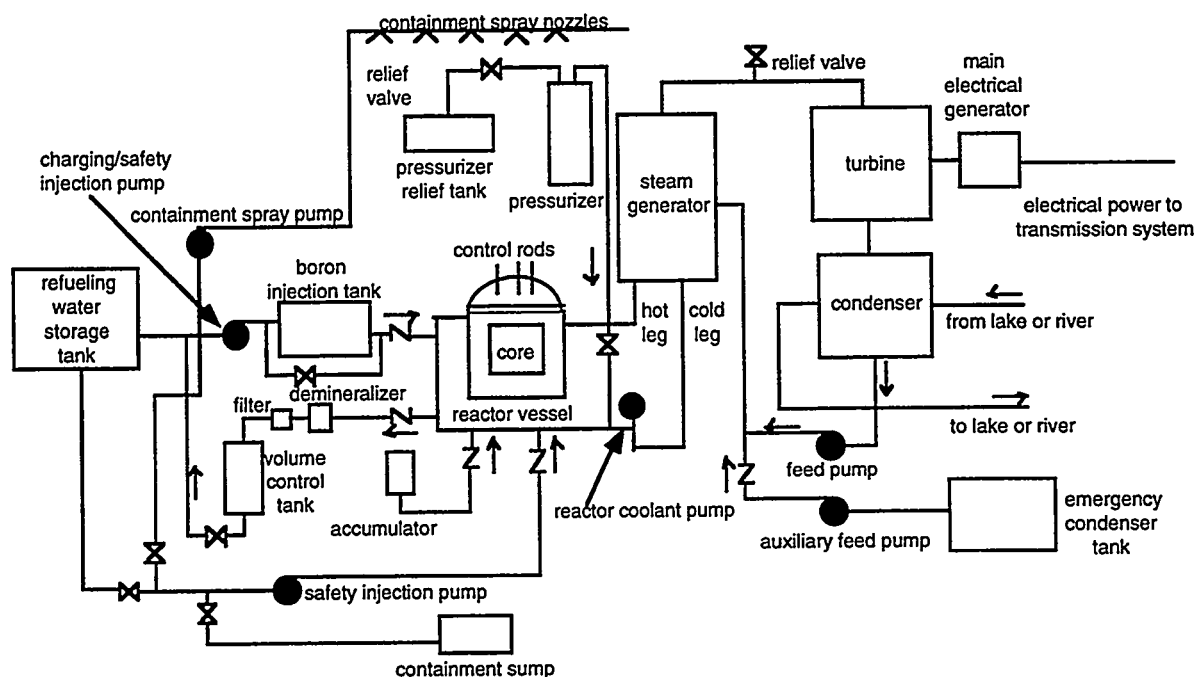 containment spray nozzles
relief
valve
relief valve
main
electrical
generator
charging/safety
injection pump
pressurizer
relief tank
pressurizer
steam
generator
turbine
electrical power to
transmission system
containment spray pump
control rods
refueling
water
storage
tank
boron
injection tank
hot
leg
cold
leg
condenser
from lake or river
core
filter
demineralizer
reactor vessel
to lake or river
volume
control
tank
feed pump
accumulator
reactor coolant pump
auxiliary feed pump
emergency
condenser
tank
safety injection pump
containment sump